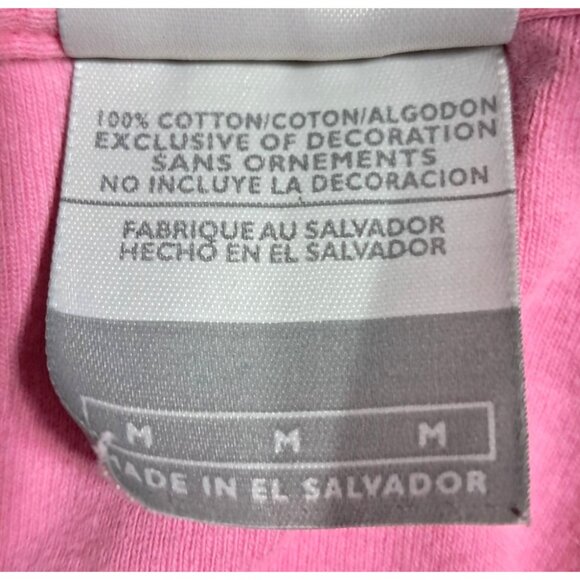 100% COTTON/COTON/ALGODON
EXCLUSIVE OF DECORATION
SANS ORNEMENTS
NO INCLUYE LA DECORACION
FABRIQUE AU SALVADOR
HECHO EN EL SALVADOR
M M M
MADE IN EL SALVADOR